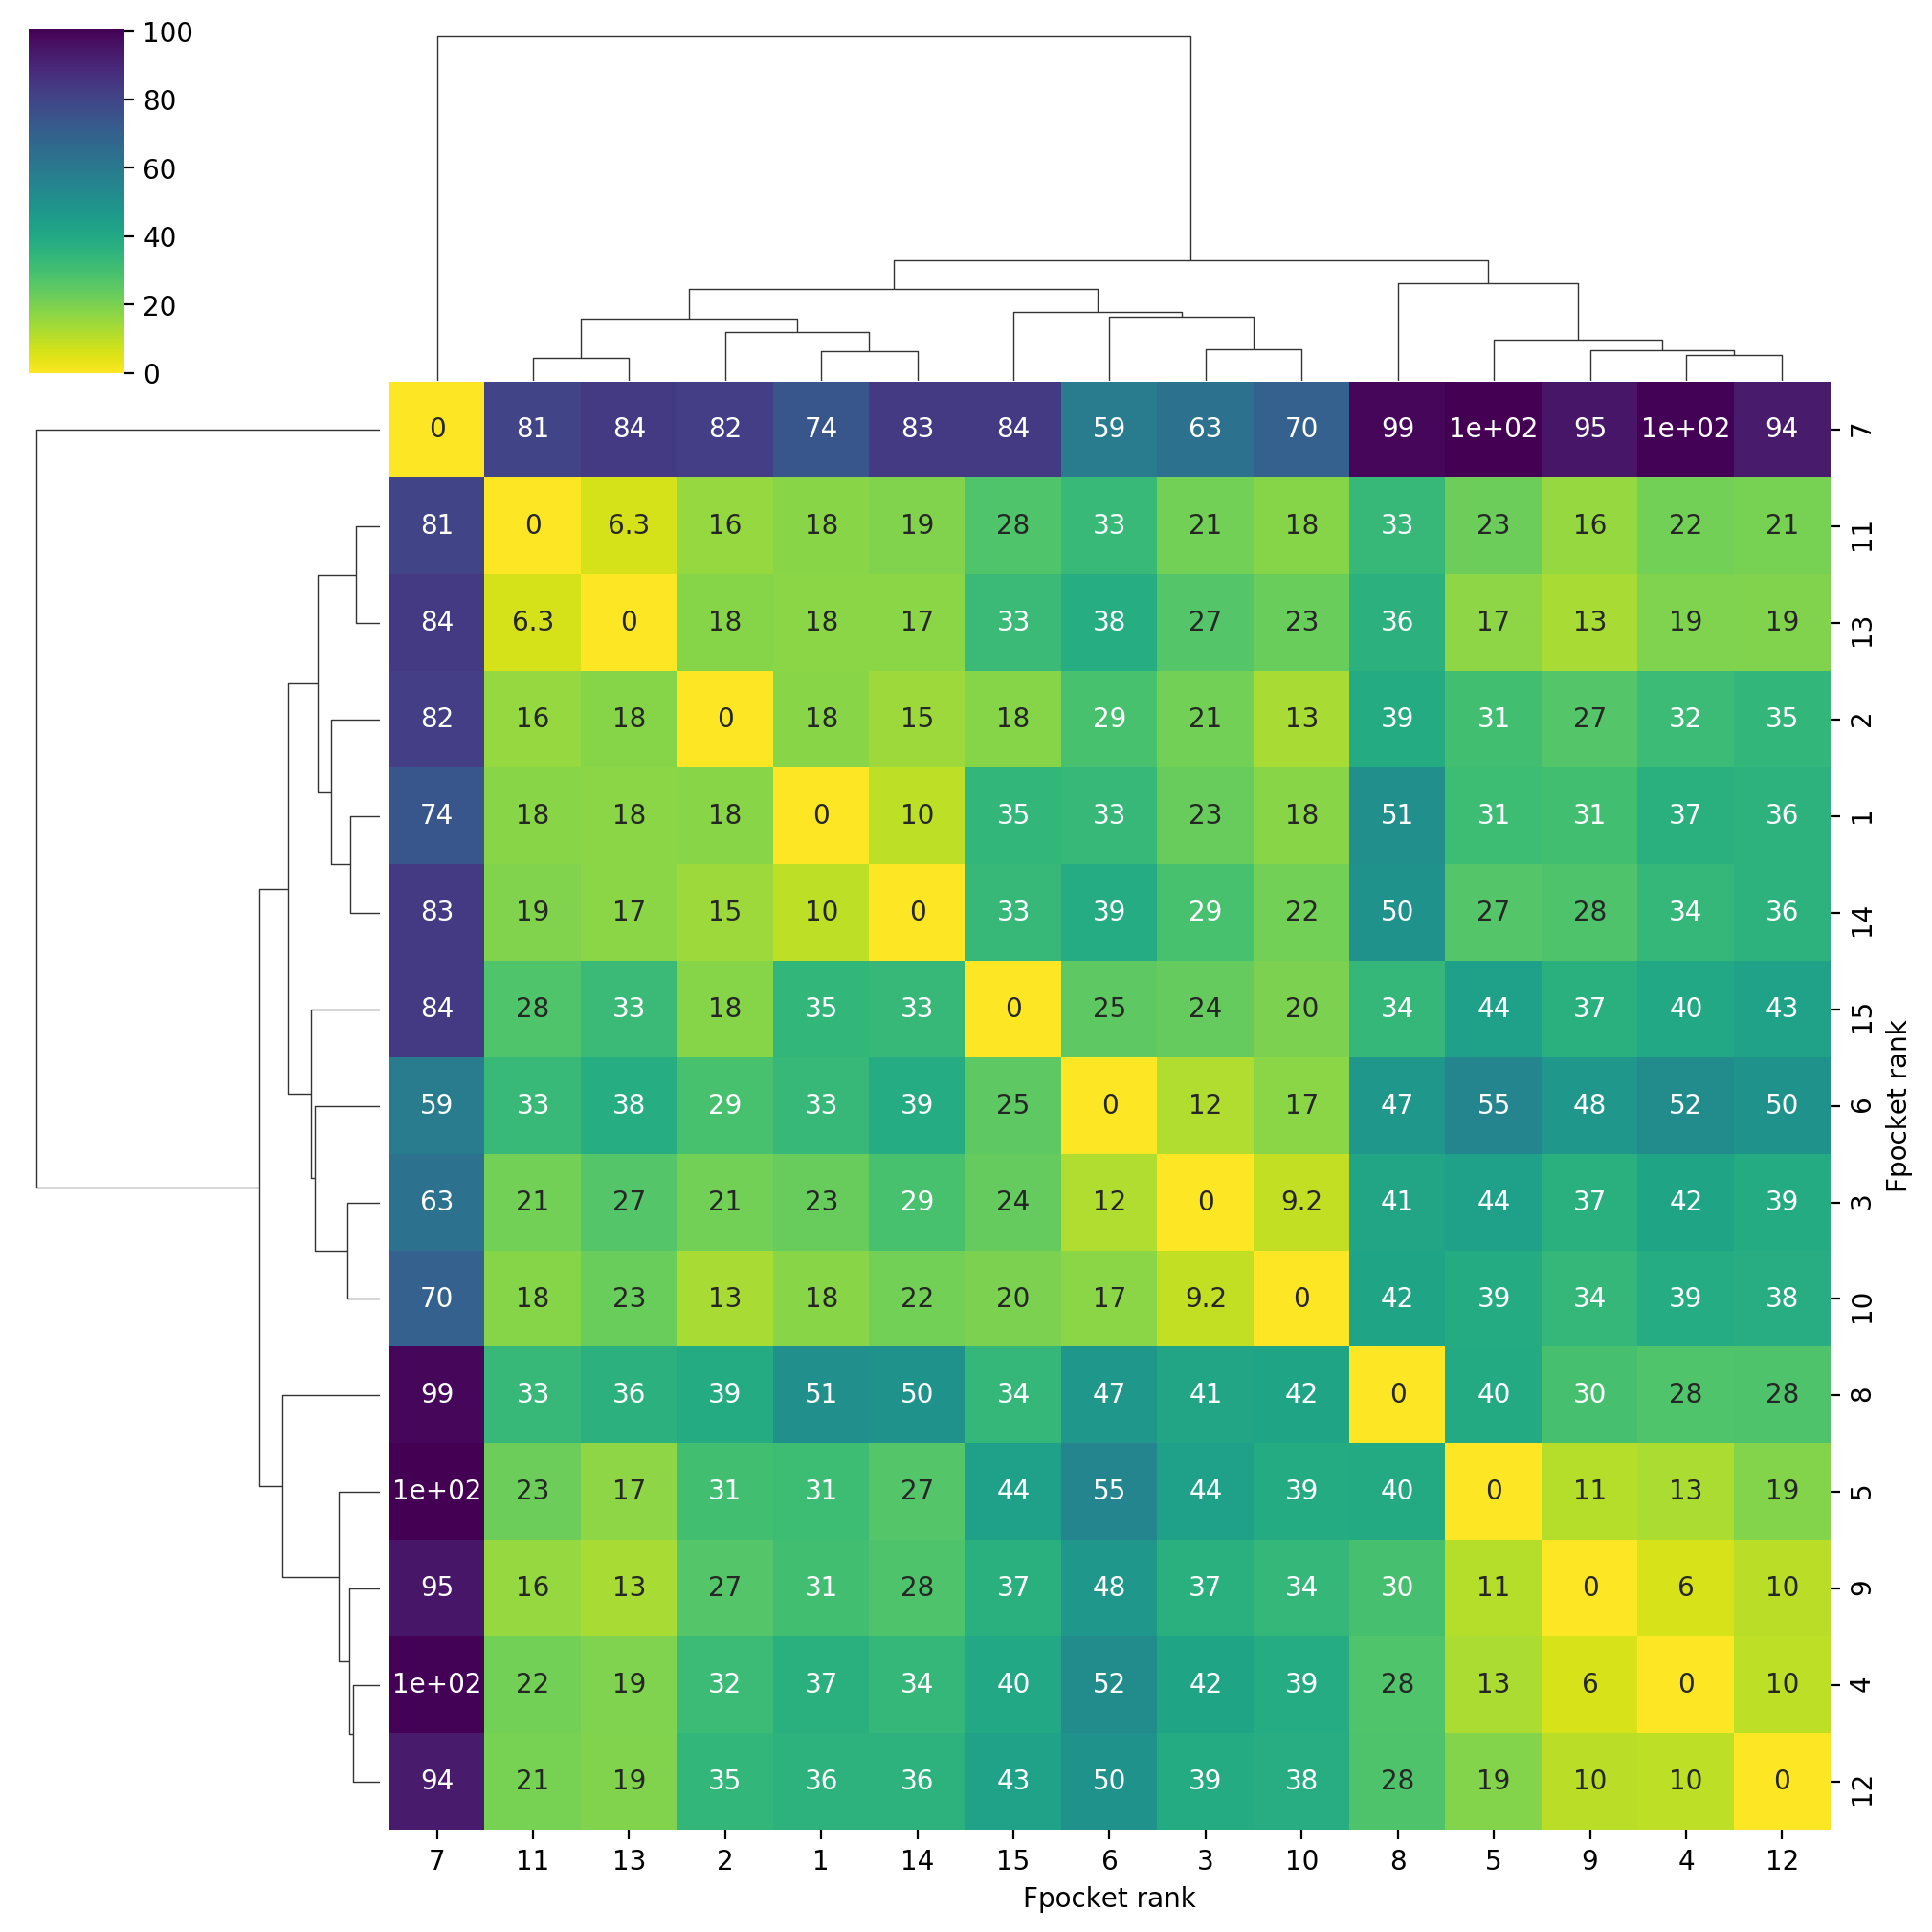 100
80
60
40
20
0
0 81 84 82 74 83 84 59 63 70 99 1e+02 95 1e+02 94 7
81 0 6.3 16 18 19 28 33 21 18 33 23 16 22 21 11
84 6.3 0 18 18 17 33 38 27 23 36 17 13 19 19 13
82 16 18 0 18 15 18 29 21 13 39 31 27 32 35 2
74 18 18 18 0 10 35 33 23 18 51 31 31 37 36 1
83 19 17 15 10 0 33 39 29 22 50 27 28 34 36 14
84 28 33 18 35 33 0 25 24 20 34 44 37 40 43 15
59 33 38 29 33 39 25 0 12 17 47 55 48 52 50 6
63 21 27 21 23 29 24 12 0 9.2 41 44 37 42 39 3
70 18 23 13 18 22 20 17 9.2 0 42 39 34 39 38 10
99 33 36 39 51 50 34 47 41 42 0 40 30 28 28 8
1e+02 23 17 31 31 27 44 55 44 39 40 0 11 13 19 5
95 16 13 27 31 28 37 48 37 34 30 11 0 6 10 9
1e+02 22 19 32 37 34 40 52 42 39 28 13 6 0 10 4
94 21 19 35 36 36 43 50 39 38 28 19 10 10 0 12
Fpocket rank
7 11 13 2 1 14 15 6 3 10 8 5 9 4 12
Fpocket rank